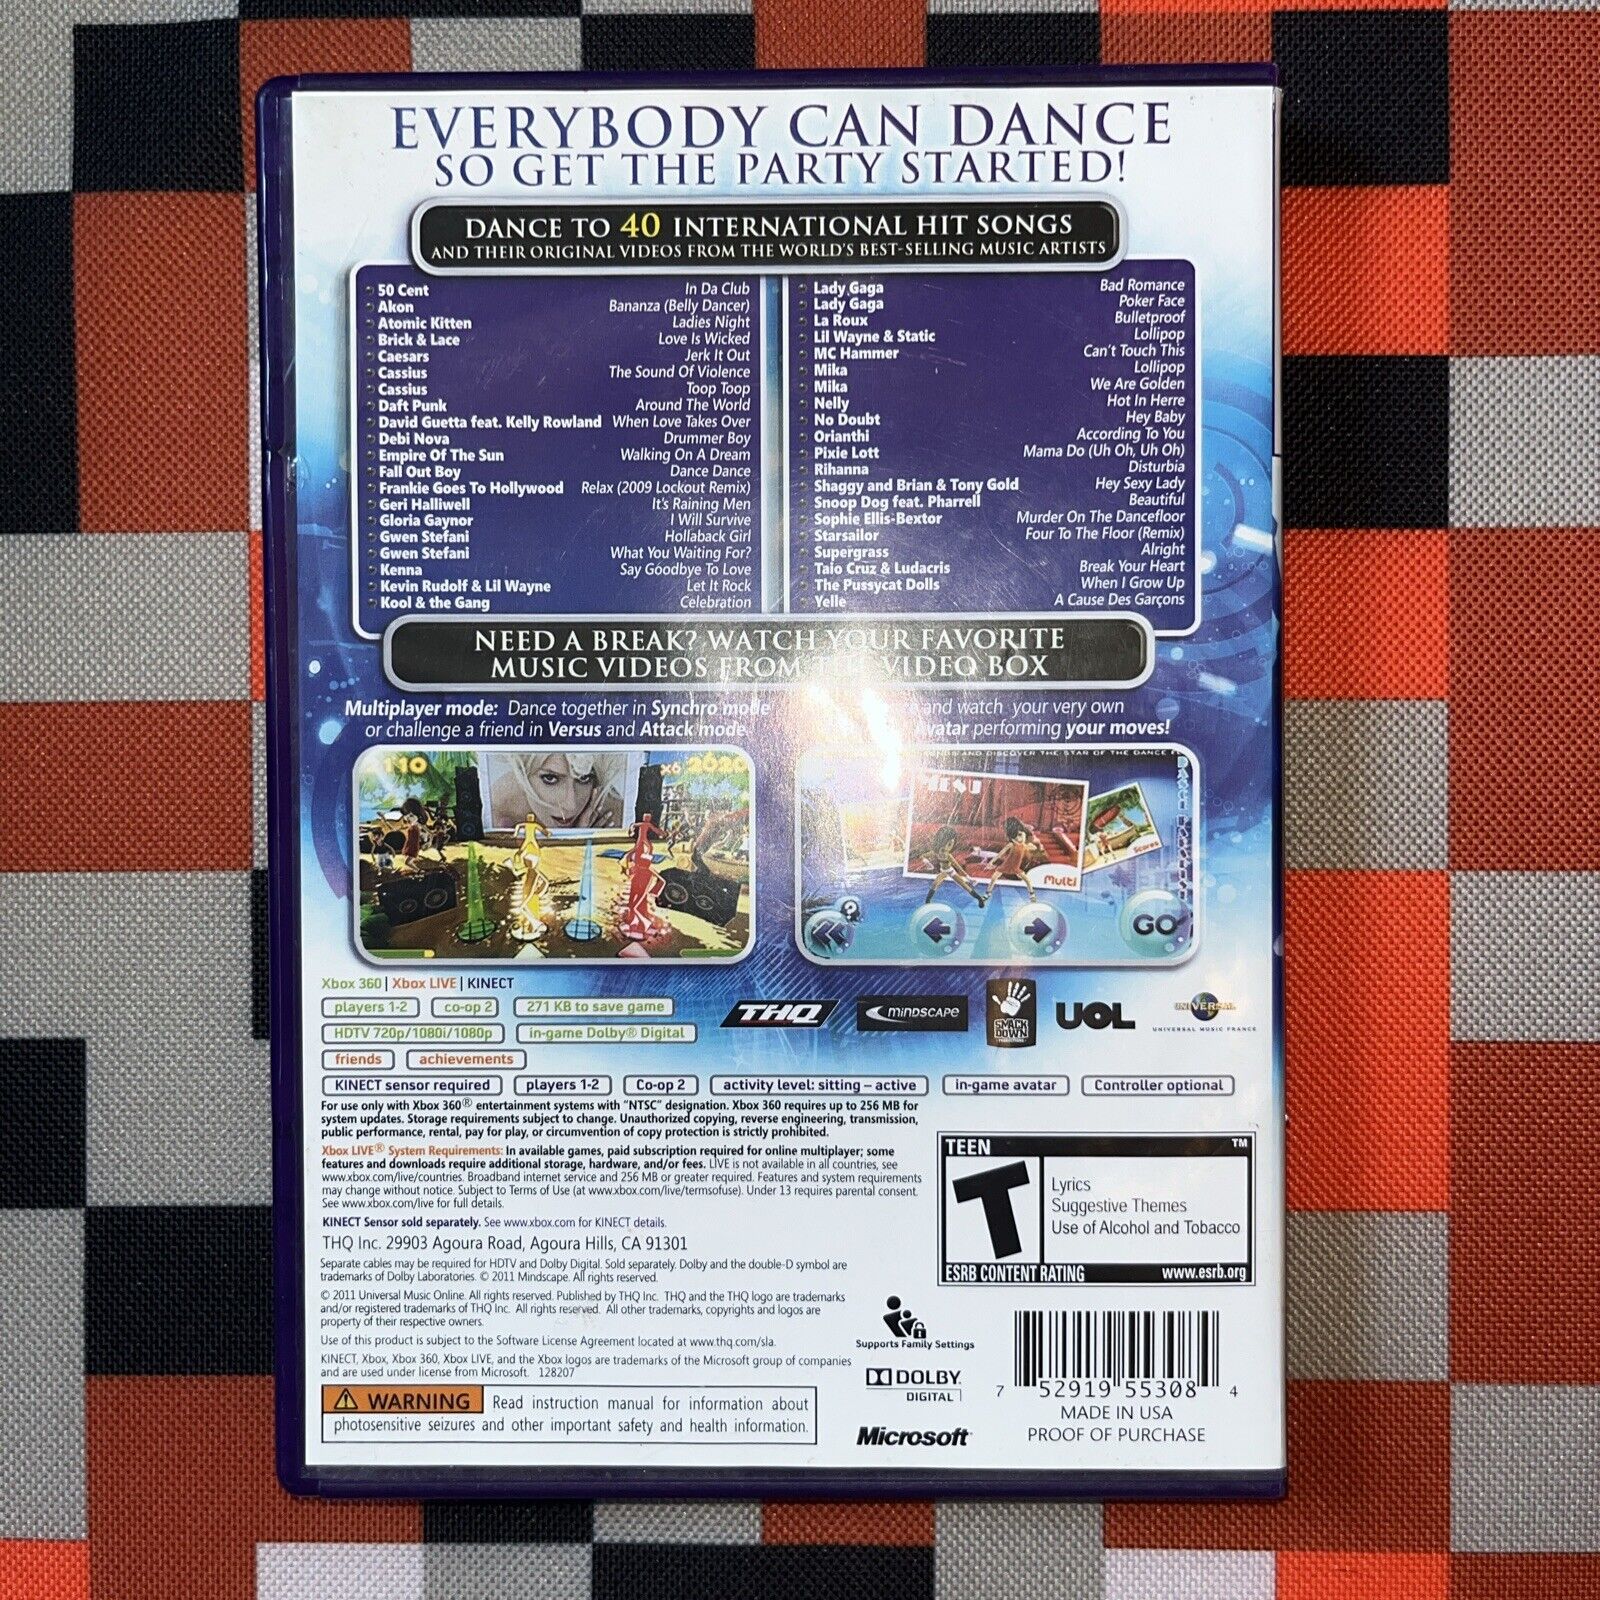 EVERYBODY CAN DANCE
SO GET THE PARTY STARTED!
DANCE TO 40 INTERNATIONAL HIT SONGS
AND THEIR ORIGINAL VIDEOS FROM THE WORLD'S BEST-SELLING MUSIC ARTISTS
50 Cent In Da Club
Akon Bananza (Belly Dancer)
Atomic Kitten Ladies Night
Brick & Lace Love Is Wicked
Caesars Jerk It Out
Cassius The Sound Of Violence
Cassius Toop Toop
Daft Punk Around The World
David Guetta feat. Kelly Rowland When Love Takes Over
Debi Nova Drummer Boy
Empire Of The Sun Walking On A Dream
Fall Out Boy Dance Dance
Frankie Goes To Hollywood Relax (2009 Lockout Remix)
Geri Halliwell It's Raining Men
Gloria Gaynor I Will Survive
Gwen Stefani Hollaback Girl
Gwen Stefani What You Waiting For?
Kenna Say Goodbye To Love
Kevin Rudolf & Lil Wayne Let It Rock
Kool & the Gang Celebration
Lady Gaga Bad Romance
Lady Gaga Poker Face
La Roux Bulletproof
Lil Wayne & Static Lollipop
MC Hammer Can't Touch This
Mika Lollipop
Mika We Are Golden
Nelly Hot In Herre
No Doubt Hey Baby
Orianthi According To You
Pixie Lott Mama Do (Uh Oh, Uh Oh)
Rihanna Disturbia
Shaggy and Brian & Tony Gold Hey Sexy Lady
Snoop Dog feat. Pharrell Beautiful
Sophie Ellis-Bextor Murder On The Dancefloor
Starsailor Four To The Floor (Remix)
Supergrass Alright
Taio Cruz & Ludacris Break Your Heart
The Pussycat Dolls When I Grow Up
Yelle A Cause Des Garçons
NEED A BREAK? WATCH YOUR FAVORITE
MUSIC VIDEOS FROM THE VIDEO BOX
Multiplayer mode: Dance together in Synchro mode
or challenge a friend in Versus and Attack mode
and watch your very own
avatar performing your moves!
110
x6 2620
AND DISCOVER THE STAR OF THE DANCE
MENU
Multi
Scores
?
GO
Xbox 360 | Xbox LIVE | KINECT
players 1-2 co-op 2 271 KB to save game
HDTV 720p/1080i/1080p in-game Dolby® Digital
friends achievements
THQ mindscape SMACK DOWN PRODUCTIONS UOL UNIVERSAL
UNIVERSAL MUSIC FRANCE
KINECT sensor required players 1-2 Co-op 2 activity level: sitting – active in-game avatar Controller optional
For use only with Xbox 360® entertainment systems with "NTSC" designation. Xbox 360 requires up to 256 MB for
system updates. Storage requirements subject to change. Unauthorized copying, reverse engineering, transmission,
public performance, rental, pay for play, or circumvention of copy protection is strictly prohibited.
Xbox LIVE® System Requirements: In available games, paid subscription required for online multiplayer; some
features and downloads require additional storage, hardware, and/or fees. LIVE is not available in all countries, see
www.xbox.com/live/countries. Broadband internet service and 256 MB or greater required. Features and system requirements
may change without notice. Subject to Terms of Use (at www.xbox.com/live/termsofuse). Under 13 requires parental consent.
See www.xbox.com/live for full details.
KINECT Sensor sold separately. See www.xbox.com for KINECT details.
THQ Inc. 29903 Agoura Road, Agoura Hills, CA 91301
Separate cables may be required for HDTV and Dolby Digital. Sold separately. Dolby and the double-D symbol are
trademarks of Dolby Laboratories. © 2011 Mindscape. All rights reserved.
© 2011 Universal Music Online. All rights reserved. Published by THQ Inc. THQ and the THQ logo are trademarks
and/or registered trademarks of THQ Inc. All rights reserved. All other trademarks, copyrights and logos are
property of their respective owners.
Use of this product is subject to the Software License Agreement located at www.thq.com/sla.
KINECT, Xbox, Xbox 360, Xbox LIVE, and the Xbox logos are trademarks of the Microsoft group of companies
and are used under license from Microsoft. 128207
WARNING Read instruction manual for information about
photosensitive seizures and other important safety and health information.
TEEN TM
T
Lyrics
Suggestive Themes
Use of Alcohol and Tobacco
ESRB CONTENT RATING www.esrb.org
Supports Family Settings
DOLBY
DIGITAL
Microsoft
7 52919 55308 4
MADE IN USA
PROOF OF PURCHASE